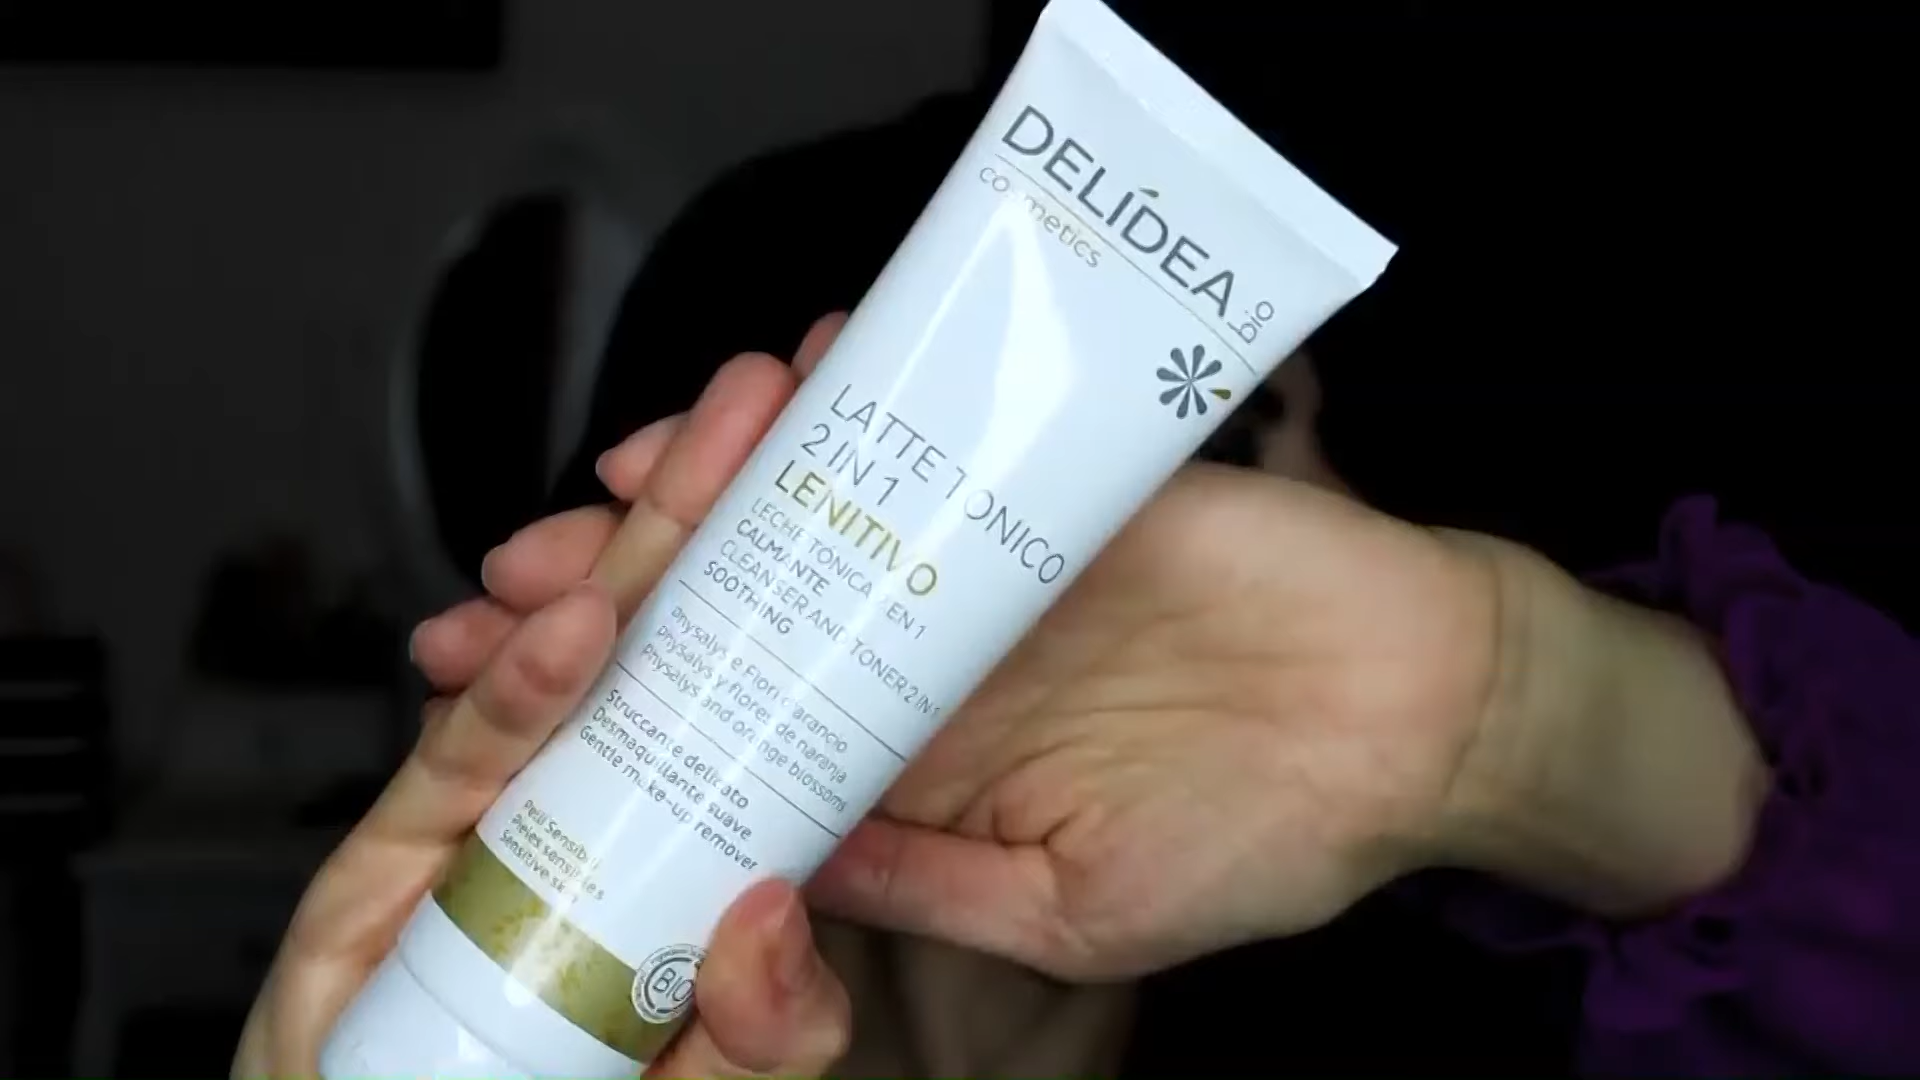 DELÍDEA bio
cosmetics
LATTE TONICO
2 IN 1
LENITIVO
LECHE TÓNICA 2 EN 1
CALMANTE
CLEANSER AND TONER 2 IN 1
SOOTHING
Physalys e Fiori d'arancio
Physalys y flores de naranja
Physalys and orange blossoms
Struccante delicato
Desmaquillante suave
Gentle make-up remover
Pelli Sensibili
Pieles sensibles
Sensitive skin
BIO